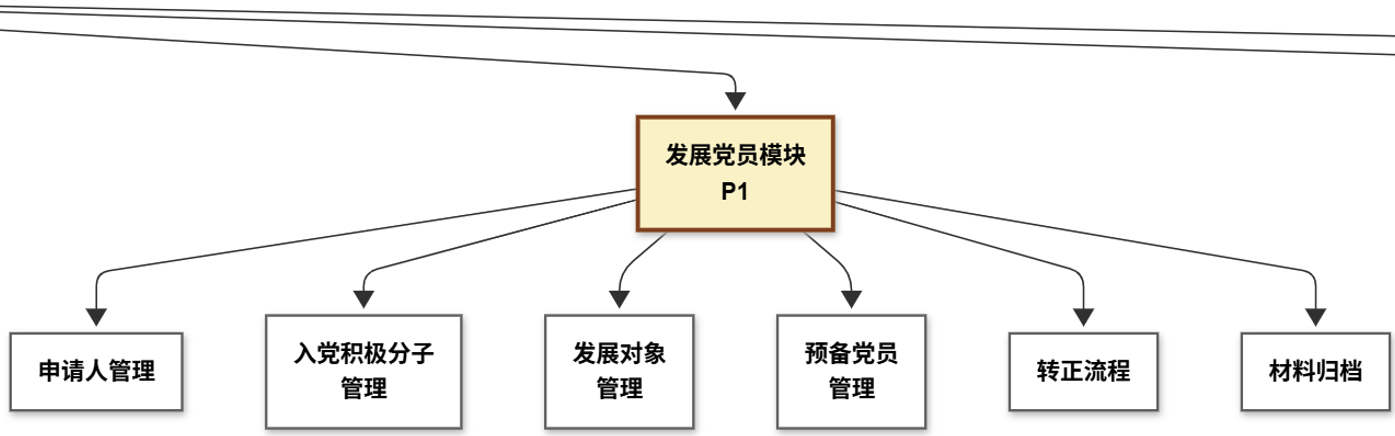 发展党员模块
P1
申请人管理
入党积极分子
管理
发展对象
管理
预备党员
管理
转正流程
材料归档